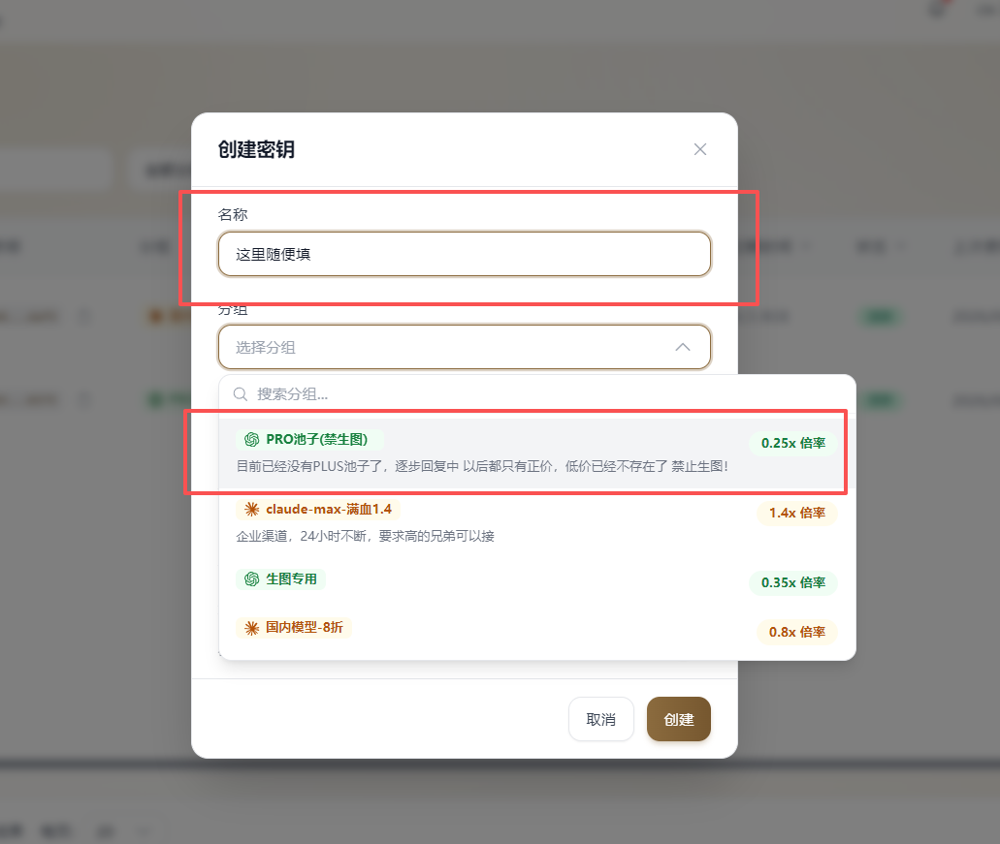 创建密钥
名称
这里随便填
分组
选择分组
搜索分组...
PRO池子(禁生图)
0.25x 倍率
目前已经没有PLUS池子了，逐步回复中 以后都只有正价，低价已经不存在了 禁止生图！
claude-max-满血1.4
1.4x 倍率
企业渠道，24小时不断，要求高的兄弟可以接
生图专用
0.35x 倍率
国内模型-8折
0.8x 倍率
取消
创建